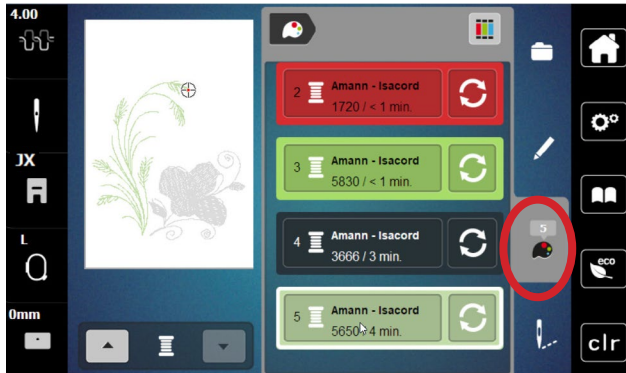 4.00
JX
L
0mm
2 Amann - Isacord
1720 / < 1 min.
3 Amann - Isacord
5830 / < 1 min.
4 Amann - Isacord
3666 / 3 min.
5 Amann - Isacord
5650 4 min.
5
eco
clr